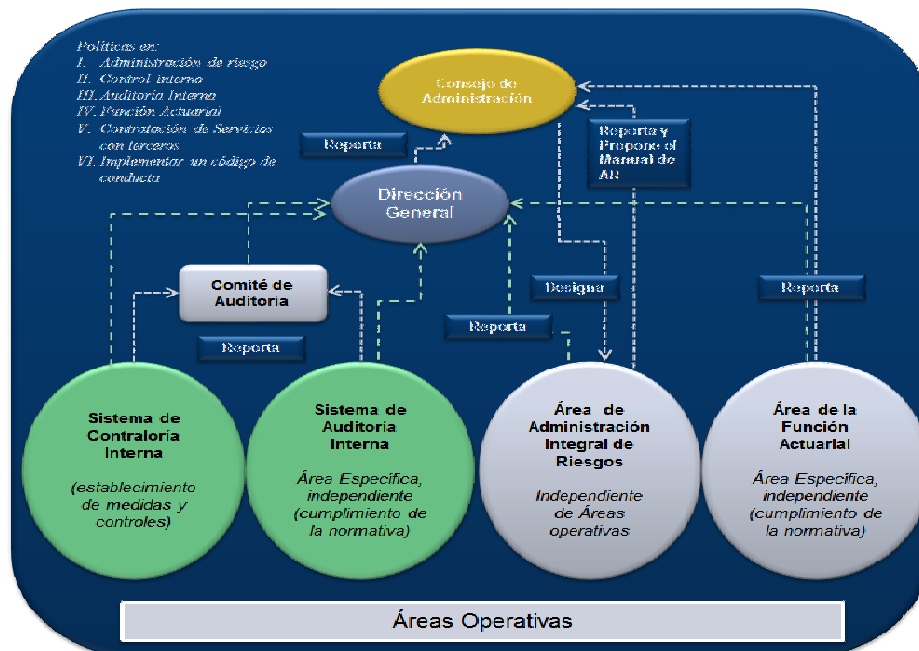 Políticas en:
I. Administración de riesgo
II. Control interno
III. Auditoría Interna
IV. Función Actuarial
V. Contratación de Servicios
con terceros
VI. Implementar un código de
conducta
Consejo de
Administración
Reporta
Reporta y
Propone el
Manual de
AR
Dirección
General
Comité de
Auditoría
Designa
Reporta
Reporta
Reporta
Sistema de
Contraloría
Interna
(establecimiento
de medidas y
controles)
Sistema de
Auditoría
Interna
Área Específica,
independiente
(cumplimiento de
la normativa)
Área de
Administración
Integral de
Riesgos
Independiente
de Áreas
operativas
Área de la
Función
Actuarial
Área Específica,
independiente
(cumplimiento de
la normativa)
Áreas Operativas